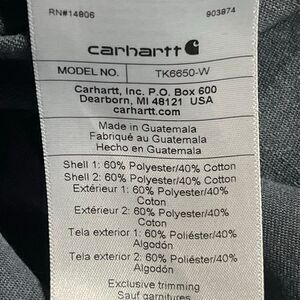 RN#14806 903874
carhartt
MODEL NO. TK6650-W
Carhartt, Inc. P.O. Box 600
Dearborn, MI 48121 USA
carhartt.com
Made in Guatemala
Fabriqué au Guatemala
Hecho en Guatemala
Shell 1: 60% Polyester/40% Cotton
Shell 2: 60% Polyester/40% Cotton
Extérieur 1: 60% Polyester/40%
Coton
Extérieur 2: 60% Polyester/40%
Coton
Tela exterior 1: 60% Poliéster/40%
Algodón
Tela exterior 2: 60% Poliéster/40%
Algodón
Exclusive trimming
Sauf garnitures